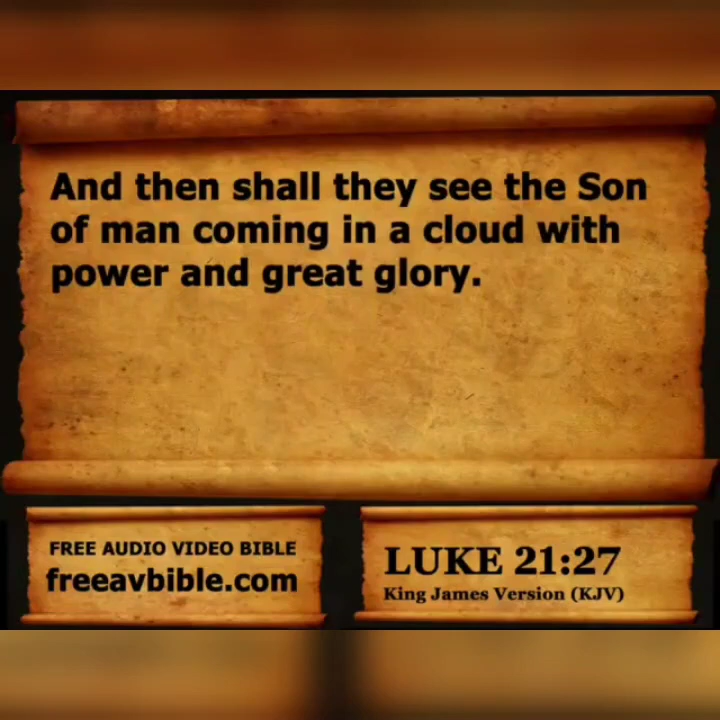 And then shall they see the Son
of man coming in a cloud with
power and great glory.
FREE AUDIO VIDEO BIBLE
freeavbible.com
LUKE 21:27
King James Version (KJV)